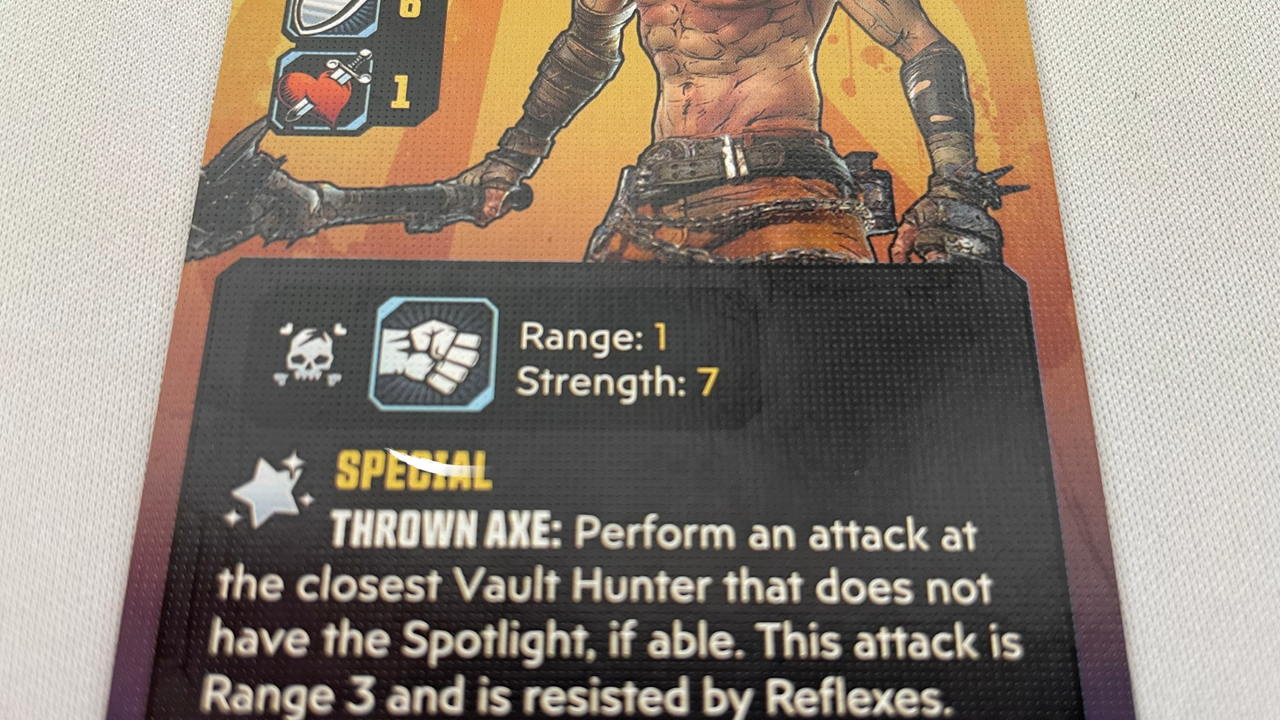 6
1
Range: 1
Strength: 7
SPECIAL
THROWN AXE: Perform an attack at
the closest Vault Hunter that does not
have the Spotlight, if able. This attack is
Range 3 and is resisted by Reflexes.